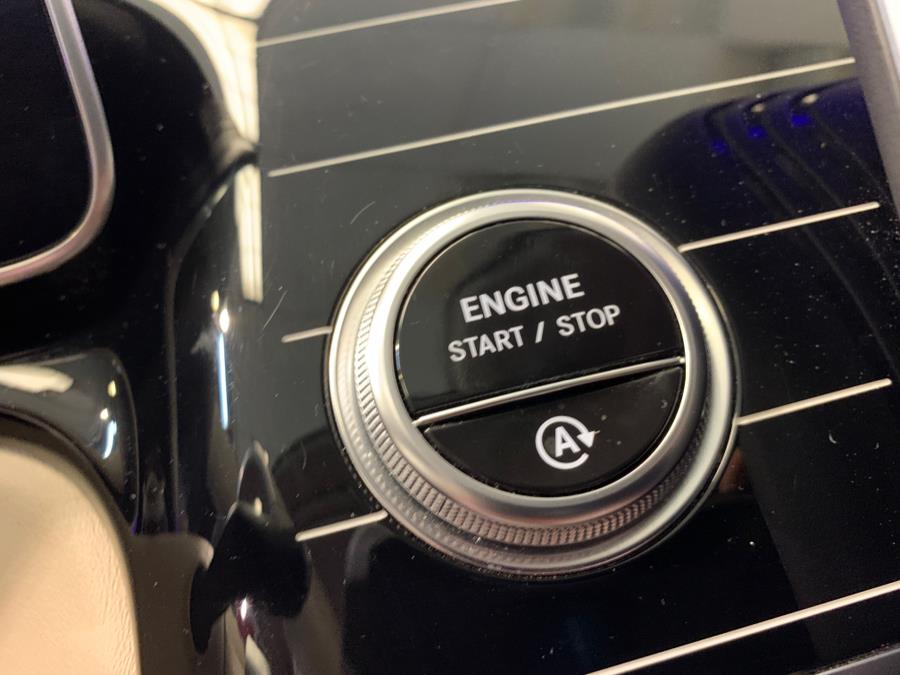 ENGINE
START / STOP
A